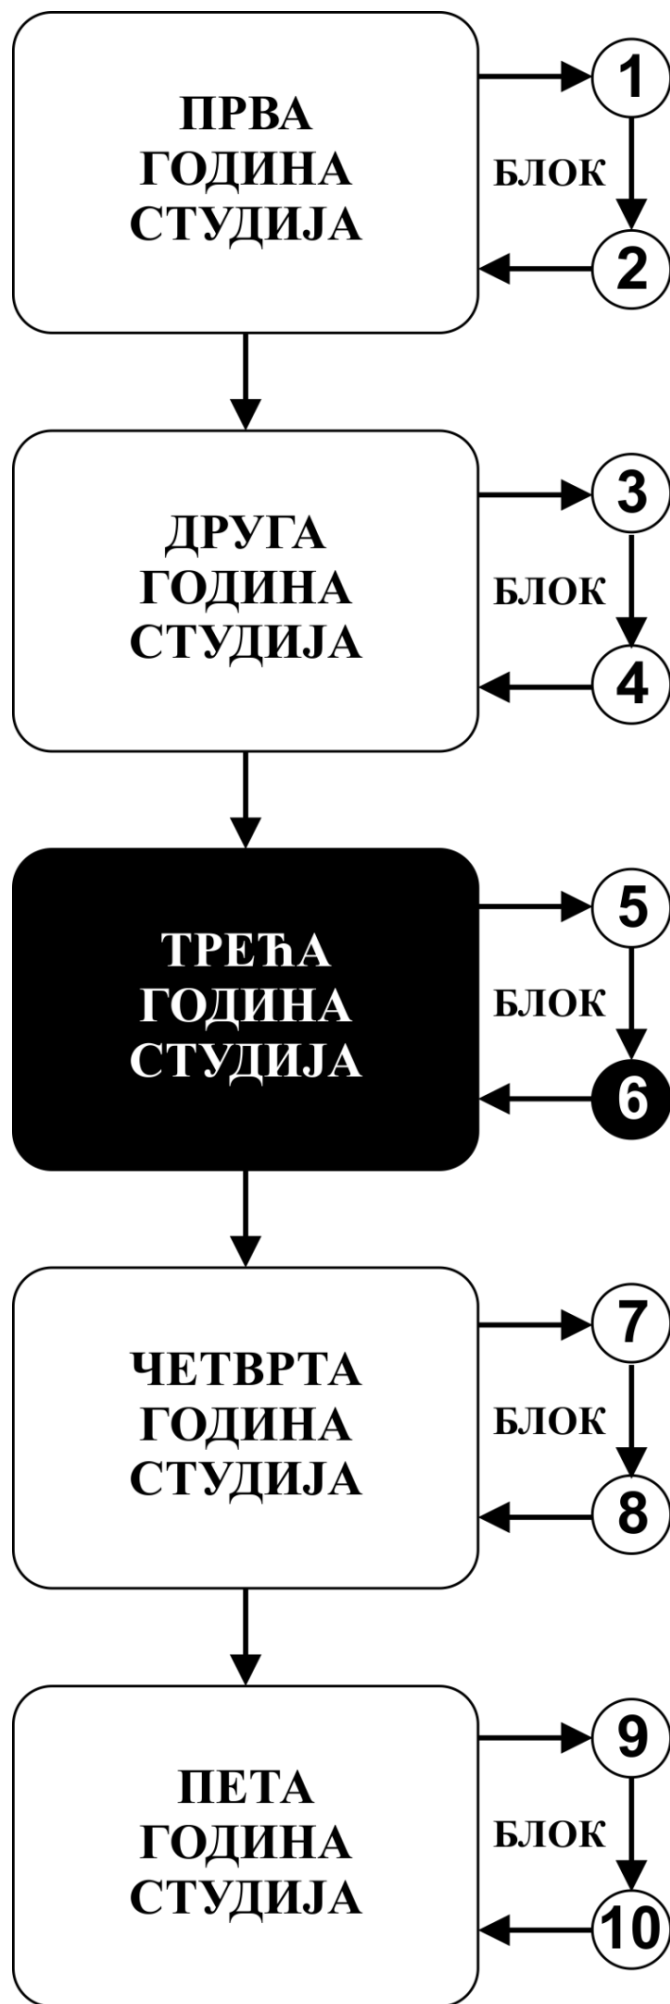 ПРВА
ГОДИНА
СТУДИЈА
1
БЛОК
2
ДРУГА
ГОДИНА
СТУДИЈА
3
БЛОК
4
ТРЕЋА
ГОДИНА
СТУДИЈА
5
БЛОК
6
ЧЕТВРТА
ГОДИНА
СТУДИЈА
7
БЛОК
8
ПЕТА
ГОДИНА
СТУДИЈА
9
БЛОК
10